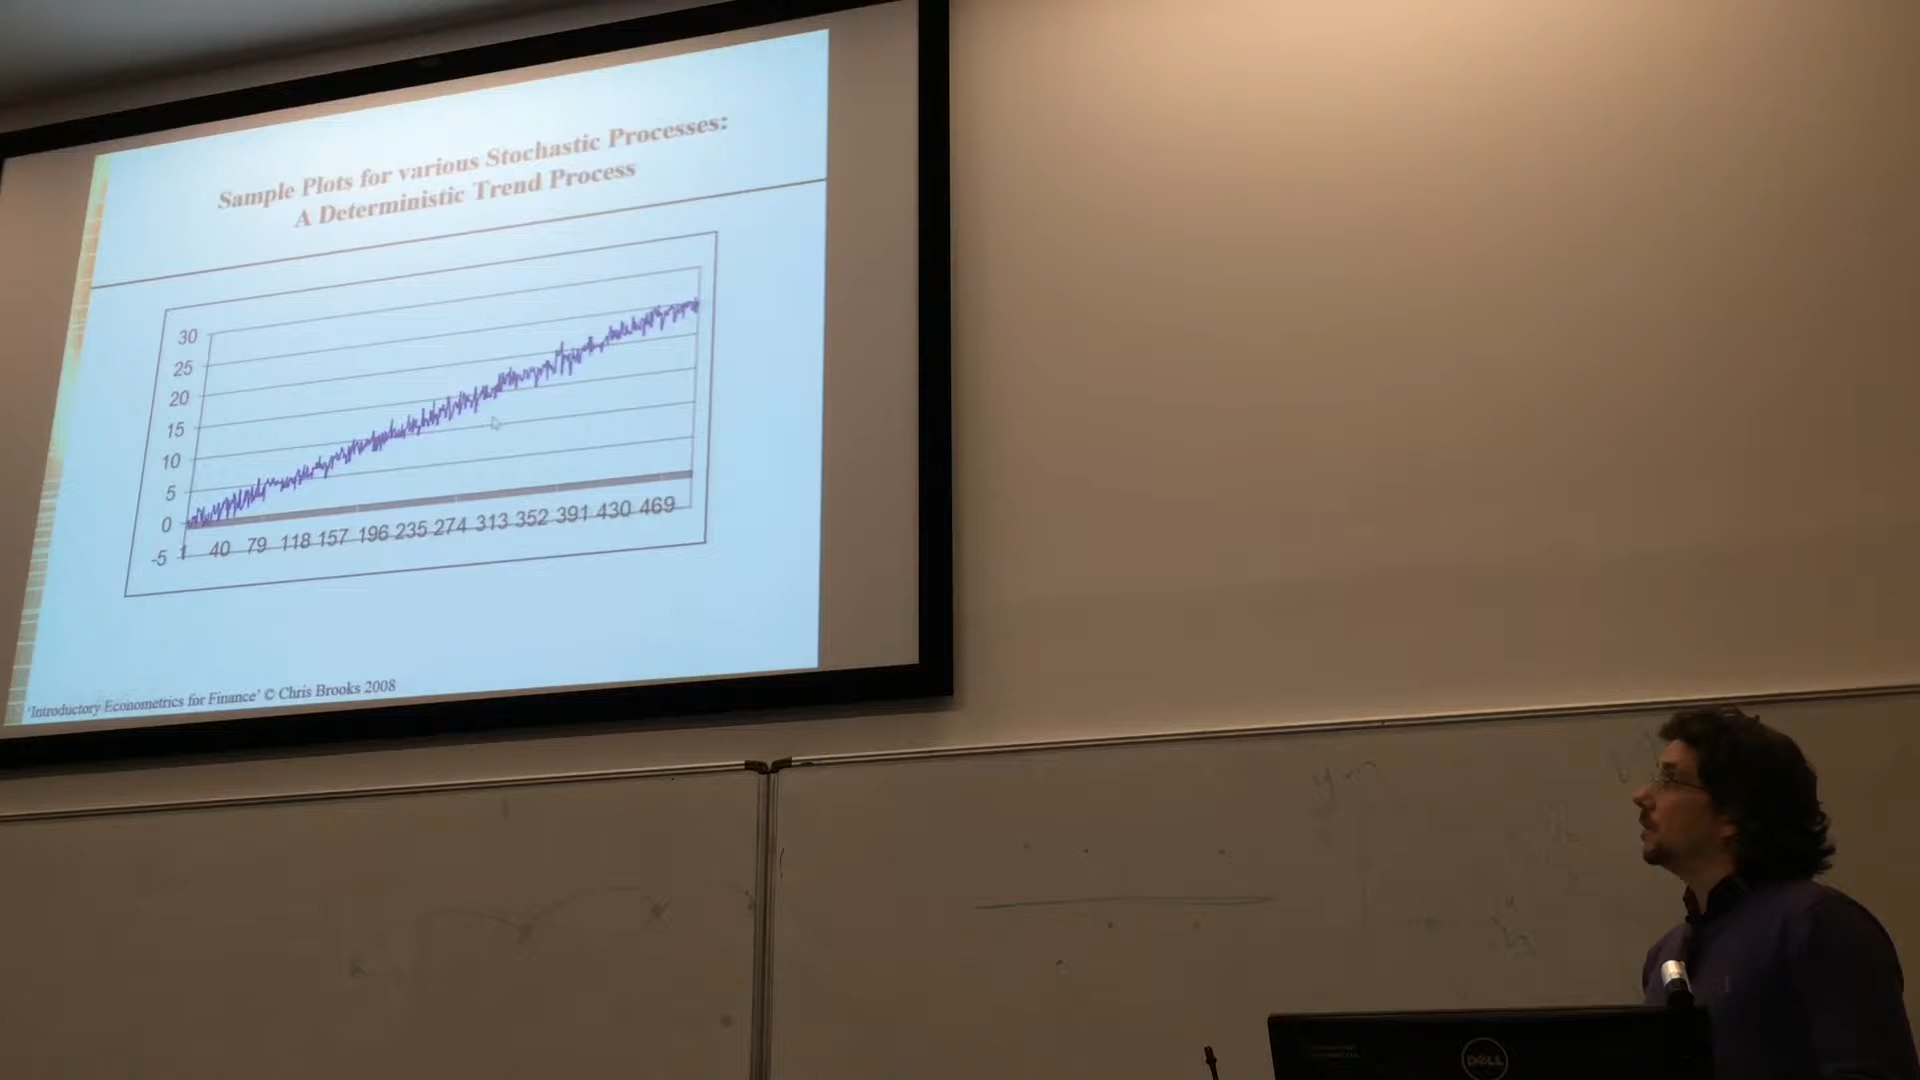 Sample Plots for various Stochastic Processes:
A Deterministic Trend Process
30
25
20
15
10
5
0
-5
1 40 79 118 157 196 235 274 313 352 391 430 469
'Introductory Econometrics for Finance' © Chris Brooks 2008
DELL